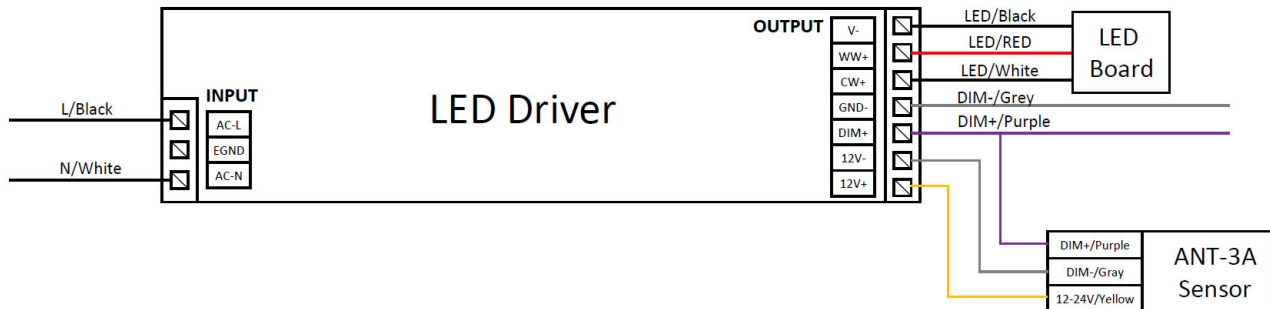 OUTPUT
V-
WW+
CW+
GND-
DIM+
12V-
12V+
LED/Black
LED/RED
LED/White
DIM-/Grey
DIM+/Purple
LED
Board
LED Driver
INPUT
AC-L
EGND
AC-N
L/Black
N/White
DIM+/Purple
DIM-/Gray
12-24V/Yellow
ANT-3A
Sensor